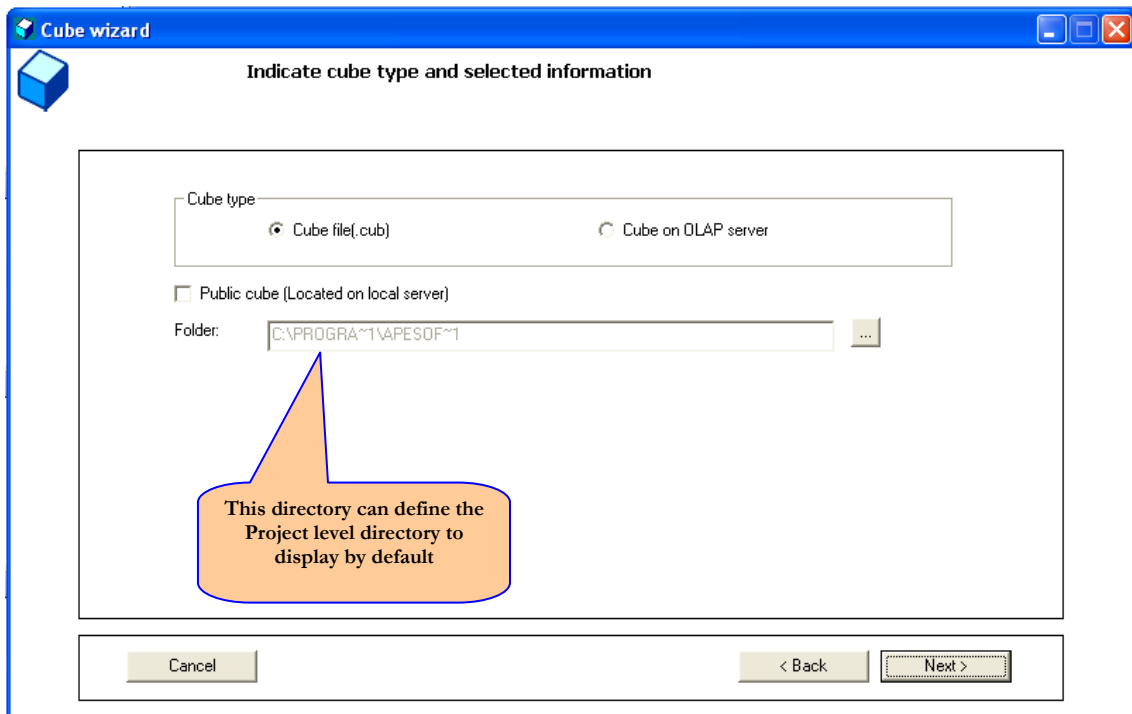 Cube wizard
Indicate cube type and selected information
Cube type
Cube file(.cub)
Cube on OLAP server
Public cube (Located on local server)
Folder:
C:\PROGRA~1\APESOF~1
...
This directory can define the
Project level directory to
display by default
Cancel
< Back
Next >